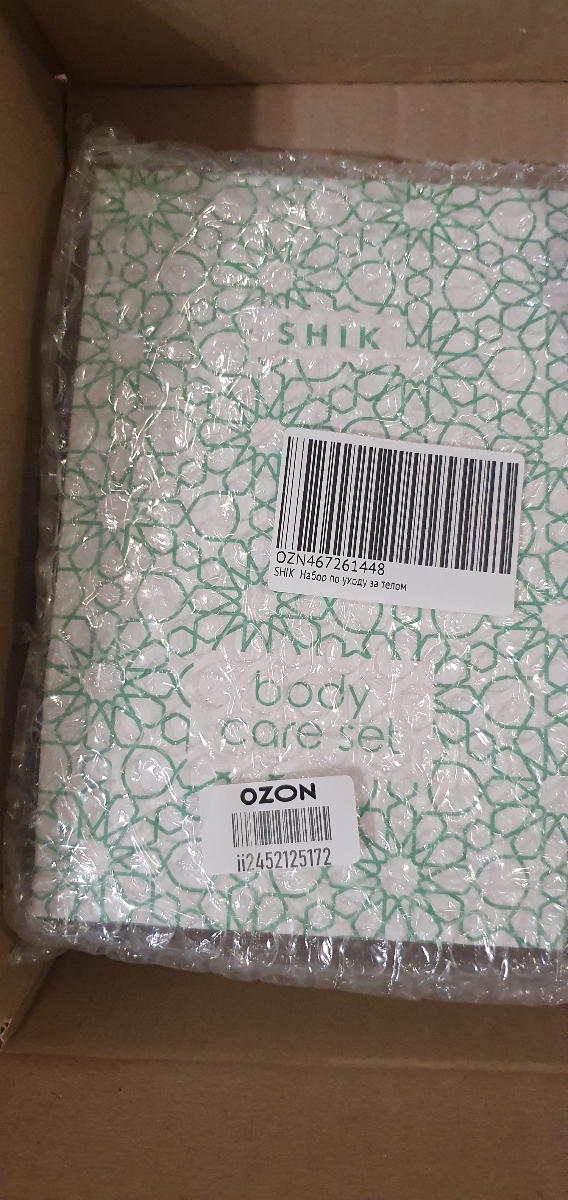 SHIK
OZN467261448
SHIK Набор по уходу за телом
body
care set
OZON
ii2452125172